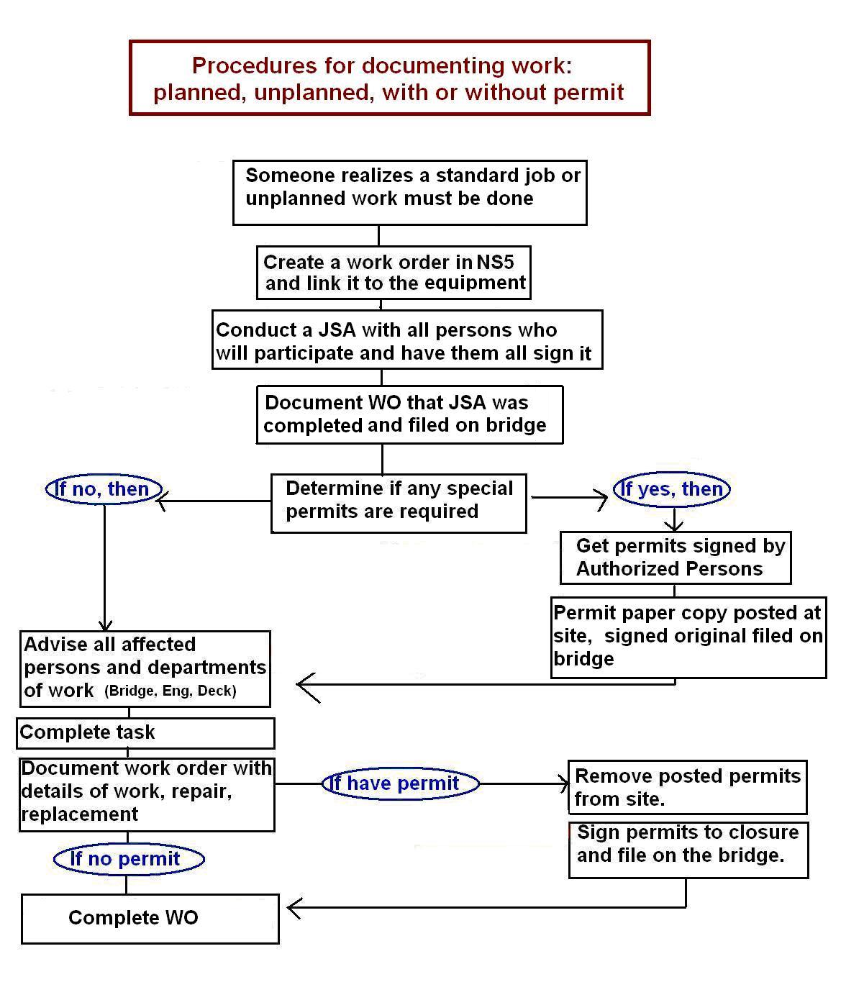 Procedures for documenting work:
planned, unplanned, with or without permit
Someone realizes a standard job or
unplanned work must be done
Create a work order in NS5
and link it to the equipment
Conduct a JSA with all persons who
will participate and have them all sign it
Document WO that JSA was
completed and filed on bridge
Determine if any special
permits are required
If no, then
If yes, then
Get permits signed by
Authorized Persons
Permit paper copy posted at
site, signed original filed on
bridge
Advise all affected
persons and departments
of work (Bridge, Eng, Deck)
Complete task
Document work order with
details of work, repair,
replacement
If have permit
Remove posted permits
from site.
Sign permits to closure
and file on the bridge.
If no permit
Complete WO